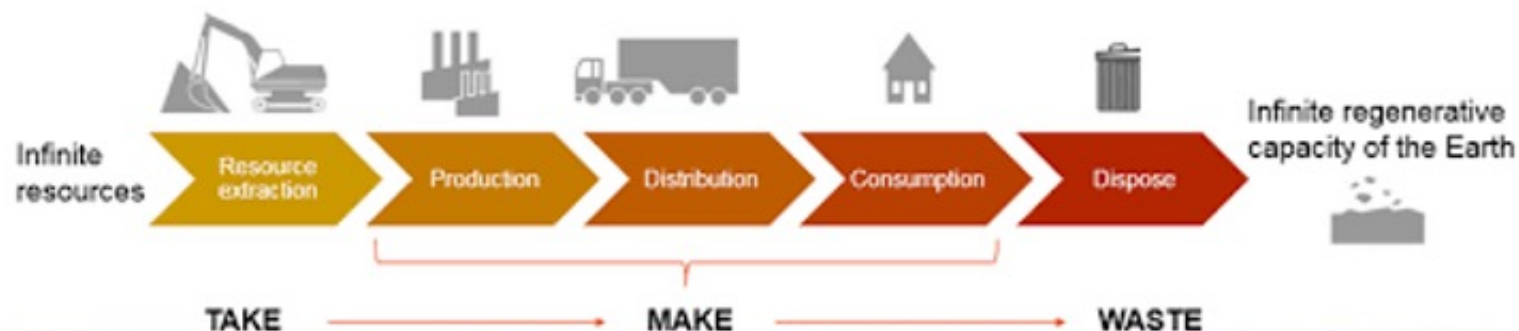 Infinite
resources
Resource
extraction
Production
Distribution
Consumption
Dispose
Infinite regenerative
capacity of the Earth
TAKE
MAKE
WASTE